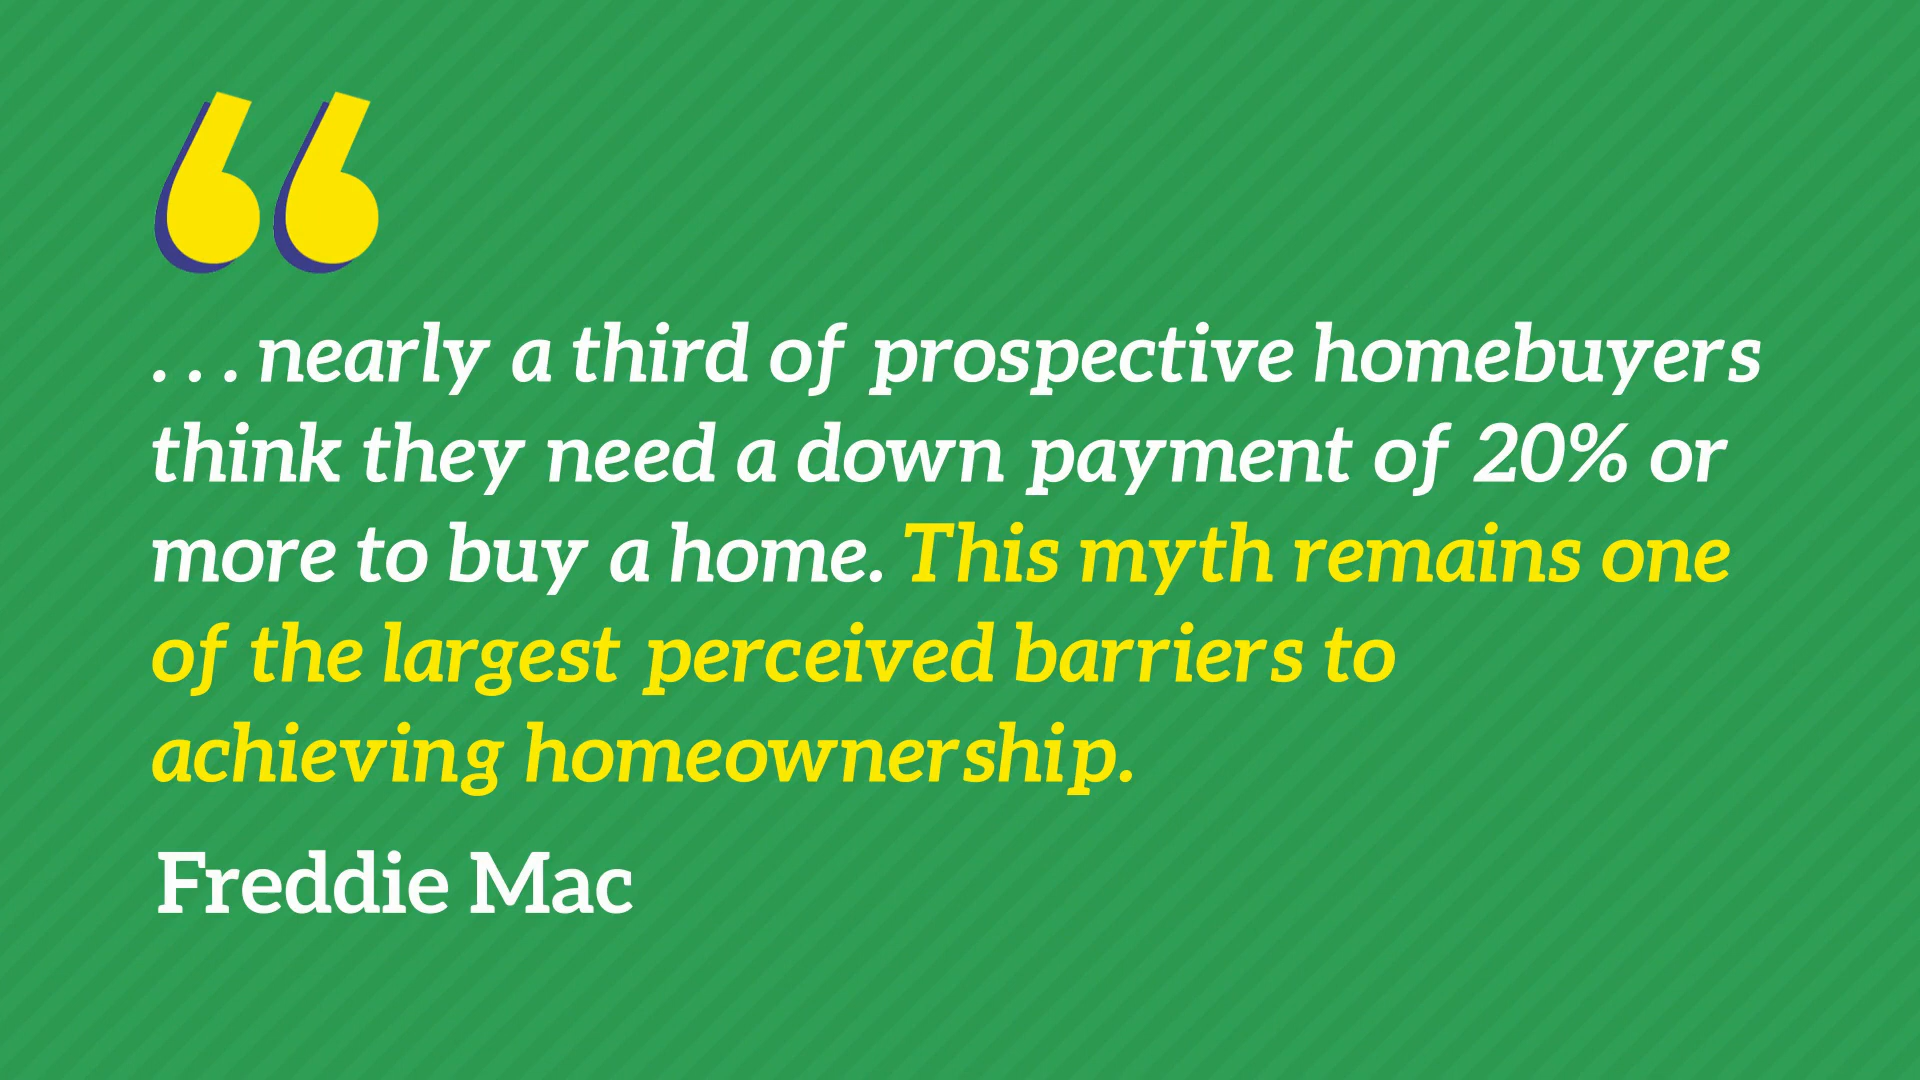 “
. . . nearly a third of prospective homebuyers
think they need a down payment of 20% or
more to buy a home. This myth remains one
of the largest perceived barriers to
achieving homeownership.
Freddie Mac